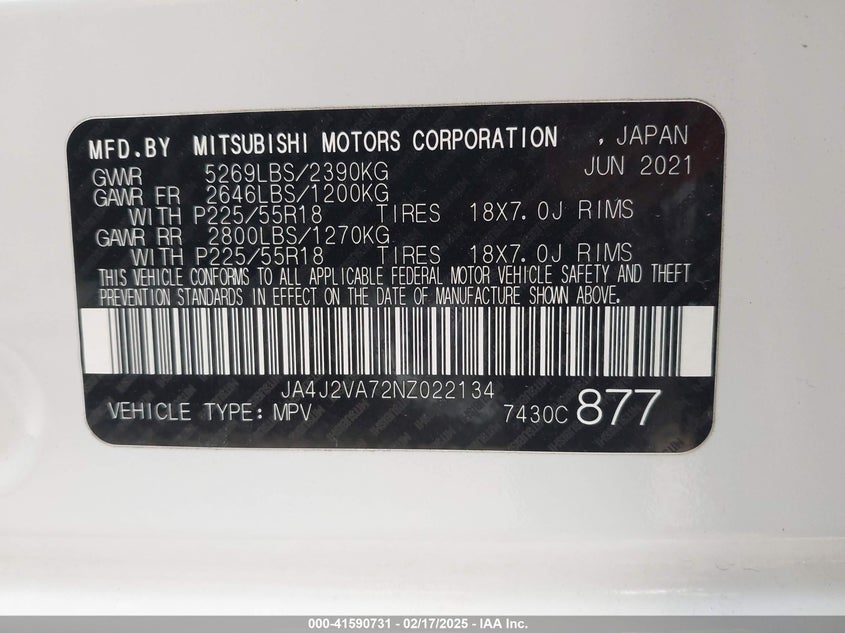 MFD.BY MITSUBISHI MOTORS CORPORATION , JAPAN
GVWR 5269LBS/2390KG JUN 2021
GAWR FR 2646LBS/1200KG
WITH P225/55R18 TIRES 18X7.0J RIMS
GAWR RR 2800LBS/1270KG
WITH P225/55R18 TIRES 18X7.0J RIMS
THIS VEHICLE CONFORMS TO ALL APPLICABLE FEDERAL MOTOR VEHICLE SAFETY AND THEFT
PREVENTION STANDARDS IN EFFECT ON THE DATE OF MANUFACTURE SHOWN ABOVE.
JA4J2VA72NZ022134
VEHICLE TYPE: MPV 7430C 877
000-41590731 - 02/17/2025 - IAA Inc.